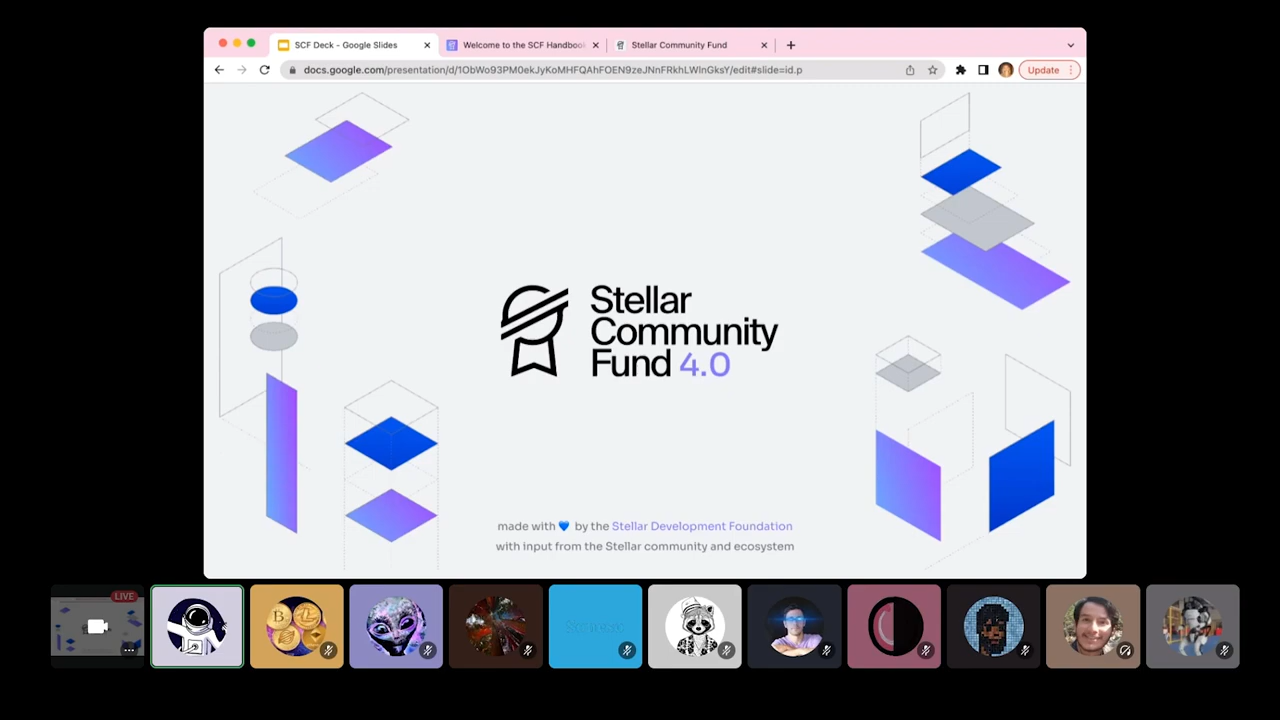 SCF Deck - Google Slides
Welcome to the SCF Handboo
Stellar Community Fund
docs.google.com/presentation/d/1ObWo93PM0ekJyKoMHFQAhFOEN9zeJNnFRkhLWlnGksY/edit#slide=id.p
Update
Stellar
Community
Fund 4.0
made with 💙 by the Stellar Development Foundation
with input from the Stellar community and ecosystem
LIVE